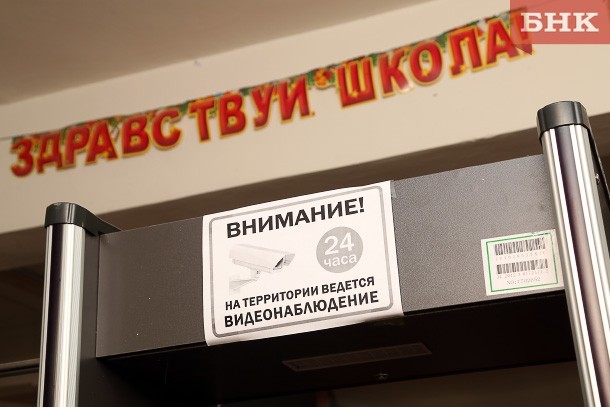 БНК
ЗДРАВСТВУЙ ШКОЛА!
ВНИМАНИЕ!
24
часа
НА ТЕРРИТОРИИ ВЕДЕТСЯ
ВИДЕОНАБЛЮДЕНИЕ